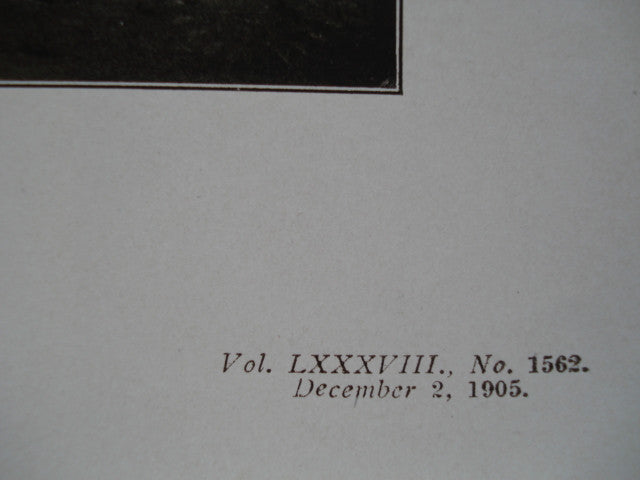 Vol. LXXXVIII., No. 1562.
December 2, 1905.